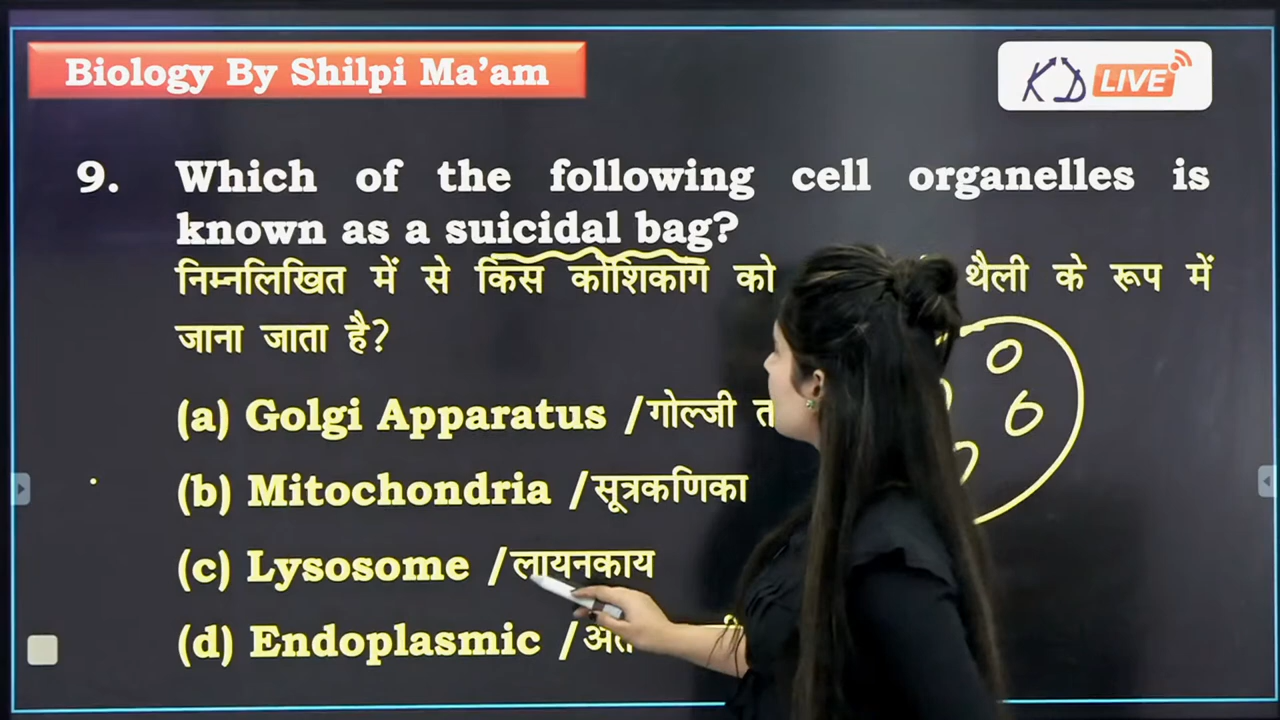 Biology By Shilpi Ma'am
KD LIVE
9. Which of the following cell organelles is
known as a suicidal bag?
निम्नलिखित में से किस कोशिकांग को थैली के रूप में
जाना जाता है?
(a) Golgi Apparatus /गोल्जी
(b) Mitochondria /सूत्रकणिका
(c) Lysosome /लायनकाय
(d) Endoplasmic /